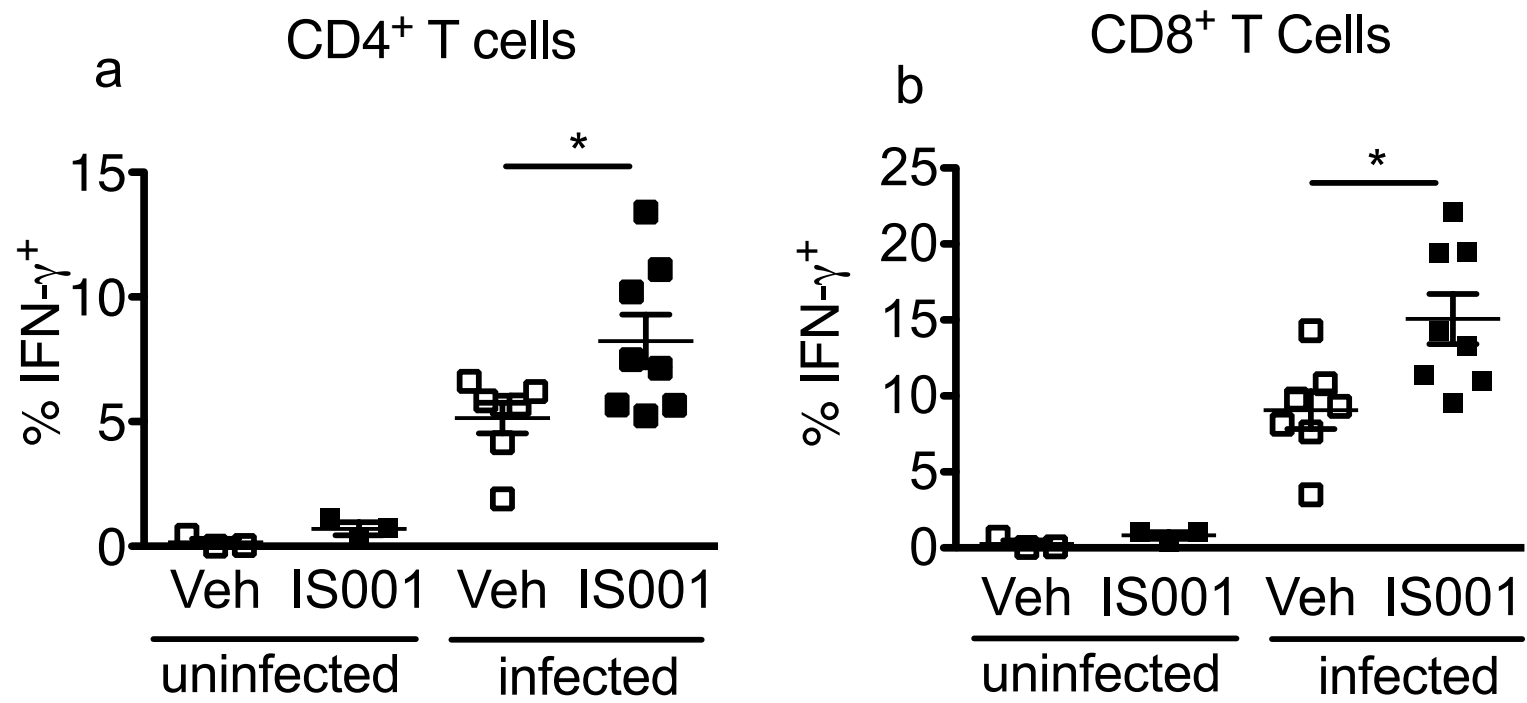 CD4⁺ T cells
a
% IFN-γ⁺
15
10
5
0
*
Veh IS001 Veh IS001
uninfected infected
CD8⁺ T Cells
b
% IFN-γ⁺
25
20
15
10
5
0
*
Veh IS001 Veh IS001
uninfected infected